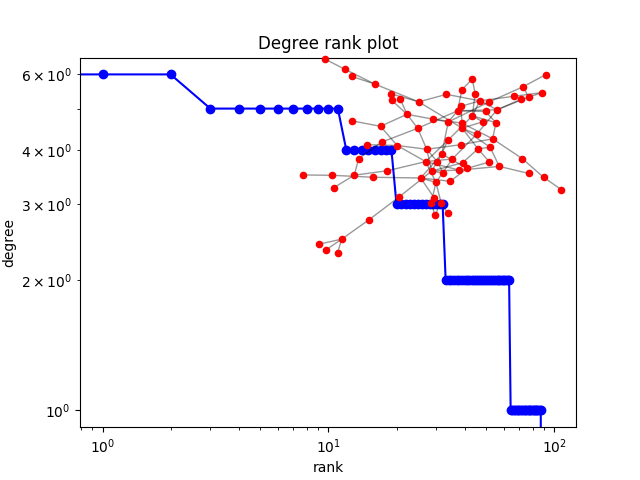 Degree rank plot
degree
6 × 10⁰
4 × 10⁰
3 × 10⁰
2 × 10⁰
10⁰
10⁰
10¹
10²
rank